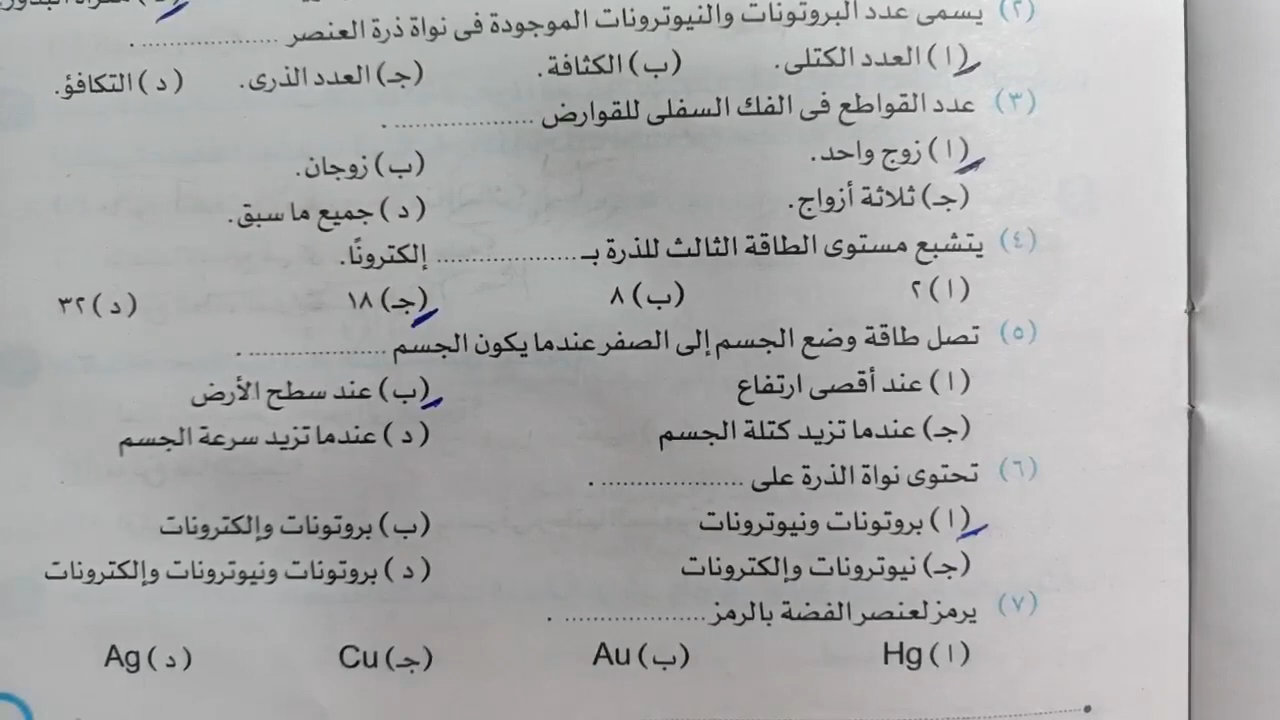 (٢) يسمى عدد البروتونات والنيوترونات الموجودة فى نواة ذرة العنصر ....................
(ا) العدد الكتلى. (ب) الكثافة. (جـ) العدد الذرى. (د) التكافؤ.
(٣) عدد القواطع فى الفك السفلى للقوارض ....................
(ا) زوج واحد. (ب) زوجان.
(جـ) ثلاثة أزواج. (د) جميع ما سبق.
(٤) يتشبع مستوى الطاقة الثالث للذرة بـ .................... إلكترونًا.
(ا) ٢ (ب) ٨ (جـ) ١٨ (د) ٣٢
(٥) تصل طاقة وضع الجسم إلى الصفر عندما يكون الجسم ....................
(ا) عند أقصى ارتفاع (ب) عند سطح الأرض
(جـ) عندما تزيد كتلة الجسم (د) عندما تزيد سرعة الجسم
(٦) تحتوى نواة الذرة على ....................
(ا) بروتونات ونيوترونات (ب) بروتونات وإلكترونات
(جـ) نيوترونات وإلكترونات (د) بروتونات ونيوترونات وإلكترونات
(٧) يرمز لعنصر الفضة بالرمز ....................
(ا) Hg (ب) Au (جـ) Cu (د) Ag